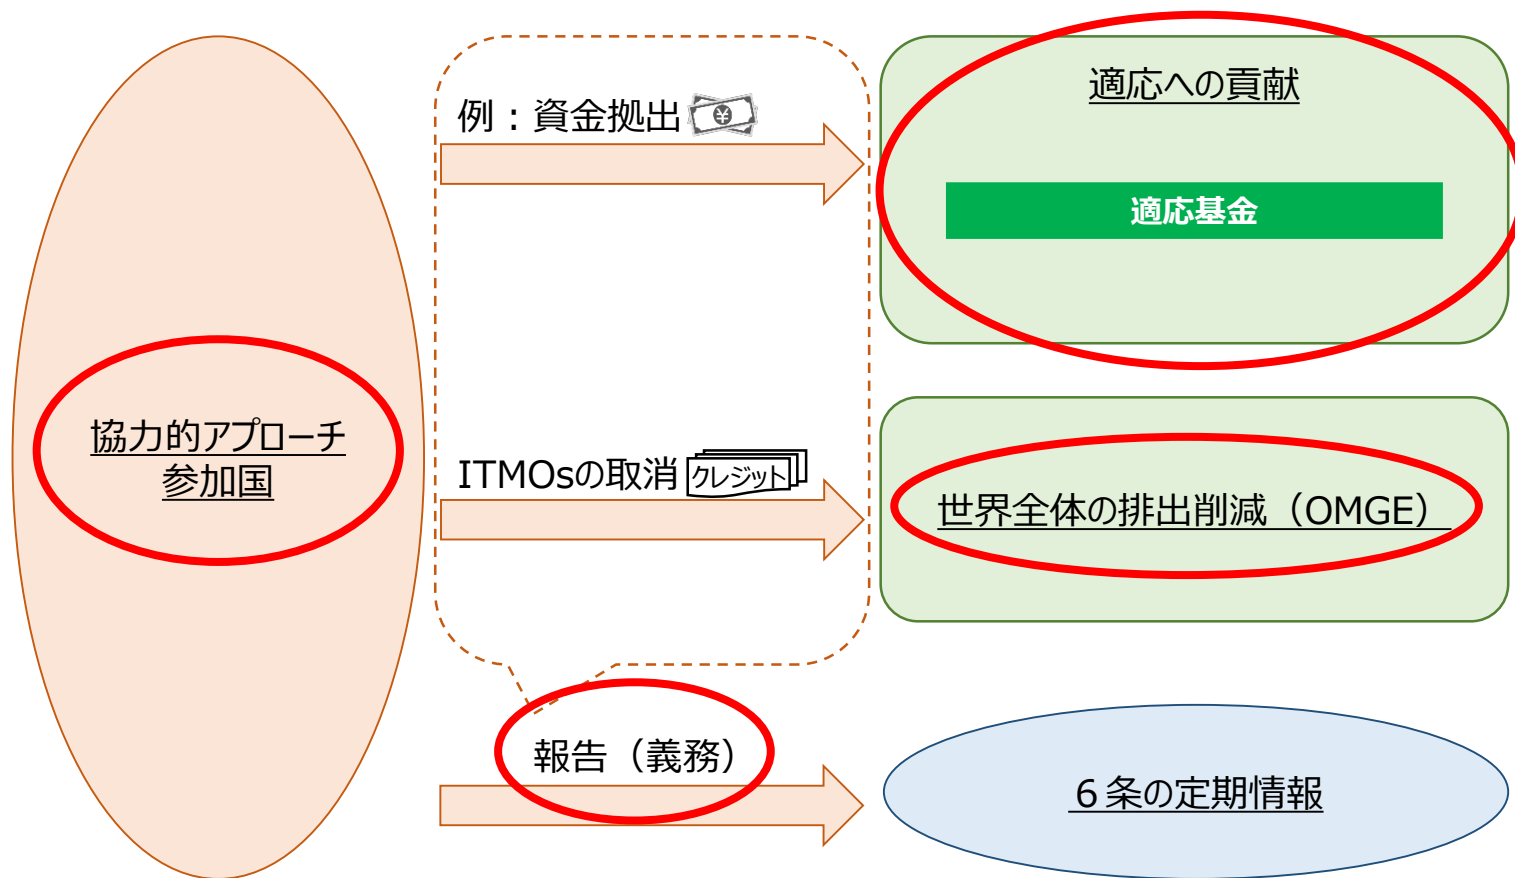 適応への貢献
例：資金拠出
¥
適応基金
協力的アプローチ
参加国
ITMOsの取消
クレジット
世界全体の排出削減（OMGE）
報告（義務）
６条の定期情報